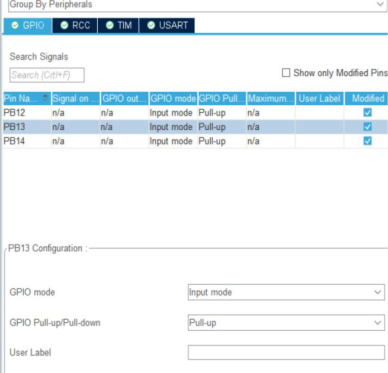 Group By Peripherals
GPIO RCC TIM USART
Search Signals
Search (Crtl+F)
Show only Modified Pins
Pin Na... Signal on ... GPIO out... GPIO mode GPIO Pull... Maximum... User Label Modified
PB12 n/a n/a Input mode Pull-up n/a
PB13 n/a n/a Input mode Pull-up n/a
PB14 n/a n/a Input mode Pull-up n/a
PB13 Configuration :
GPIO mode Input mode
GPIO Pull-up/Pull-down Pull-up
User Label